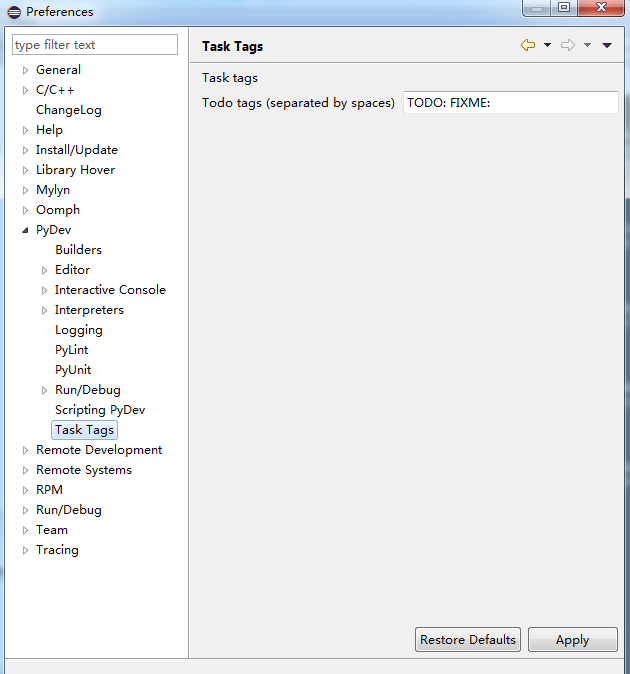 Preferences
type filter text
General
C/C++
ChangeLog
Help
Install/Update
Library Hover
Mylyn
Oomph
PyDev
Builders
Editor
Interactive Console
Interpreters
Logging
PyLint
PyUnit
Run/Debug
Scripting PyDev
Task Tags
Remote Development
Remote Systems
RPM
Run/Debug
Team
Tracing
Task Tags
Task tags
Todo tags (separated by spaces) TODO: FIXME:
Restore Defaults Apply